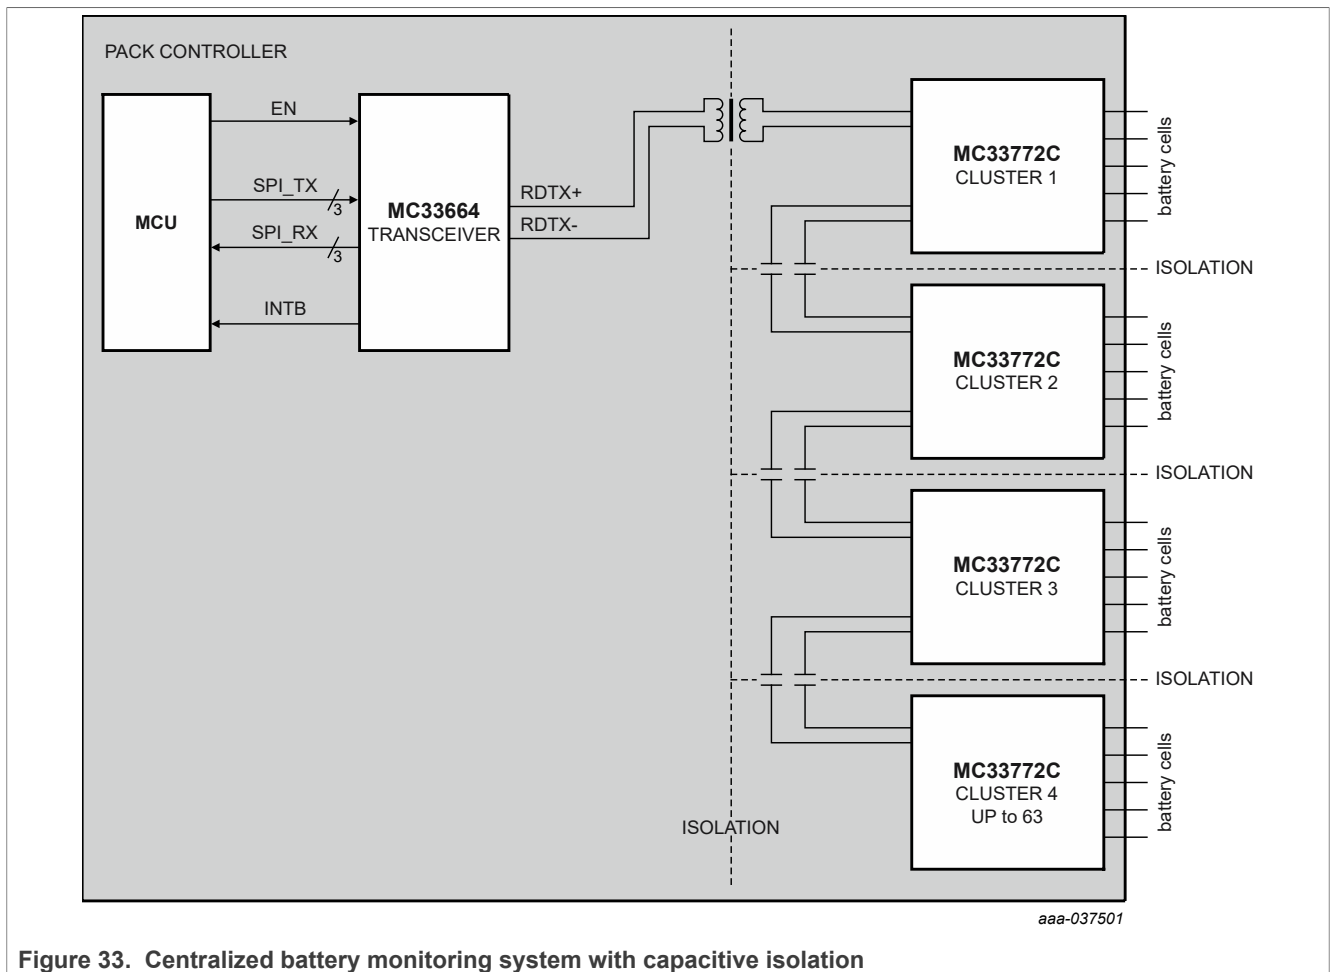 PACK CONTROLLER
MCU
EN
SPI_TX
3
SPI_RX
3
INTB
MC33664
TRANSCEIVER
RDTX+
RDTX-
MC33772C
CLUSTER 1
battery cells
ISOLATION
MC33772C
CLUSTER 2
battery cells
ISOLATION
MC33772C
CLUSTER 3
battery cells
ISOLATION
MC33772C
CLUSTER 4
UP to 63
battery cells
ISOLATION
aaa-037501
Figure 33. Centralized battery monitoring system with capacitive isolation